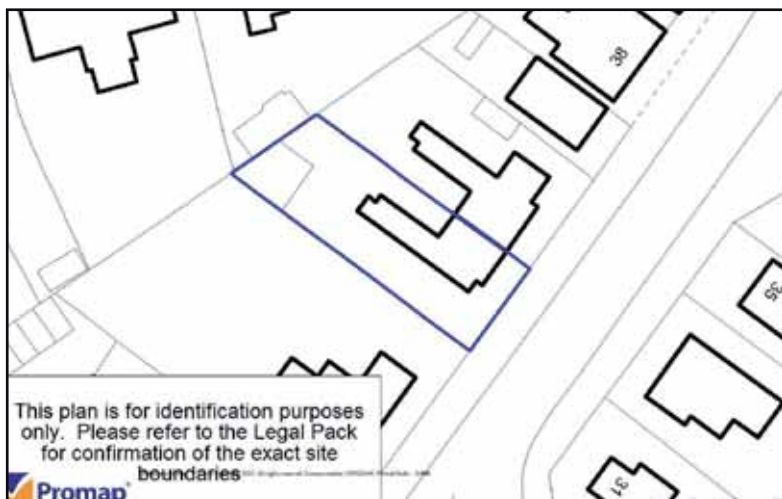 38
35
31
This plan is for identification purposes
only. Please refer to the Legal Pack
for confirmation of the exact site
boundaries
Promap